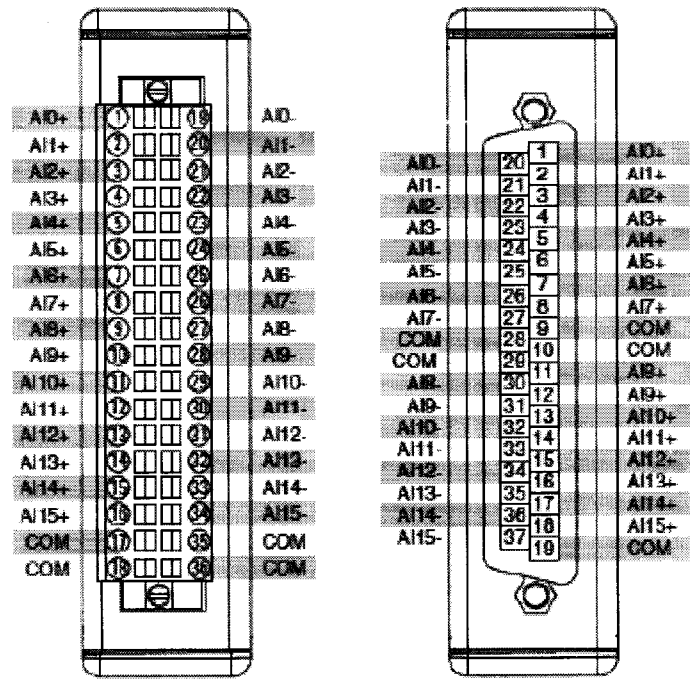 AI0+ 1 19 AI0-
AI1+ 2 20 AI1-
AI2+ 3 21 AI2-
AI3+ 4 22 AI3-
AI4+ 5 23 AI4-
AI5+ 6 24 AI5-
AI6+ 7 25 AI6-
AI7+ 8 26 AI7-
AI8+ 9 27 AI8-
AI9+ 10 28 AI9-
AI10+ 11 29 AI10-
AI11+ 12 30 AI11-
AI12+ 13 31 AI12-
AI13+ 14 32 AI13-
AI14+ 15 33 AI14-
AI15+ 16 34 AI15-
COM 17 35 COM
COM 18 36 COM
1 AI0+
AI0- 20
2 AI1+
AI1- 21
3 AI2+
AI2- 22
4 AI3+
AI3- 23
5 AI4+
AI4- 24
6 AI5+
AI5- 25
7 AI6+
AI6- 26
8 AI7+
AI7- 27
9 COM
COM 28
10 COM
COM 29
11 AI8+
AI8- 30
12 AI9+
AI9- 31
13 AI10+
AI10- 32
14 AI11+
AI11- 33
15 AI12+
AI12- 34
16 AI13+
AI13- 35
17 AI14+
AI14- 36
18 AI15+
AI15- 37
19 COM